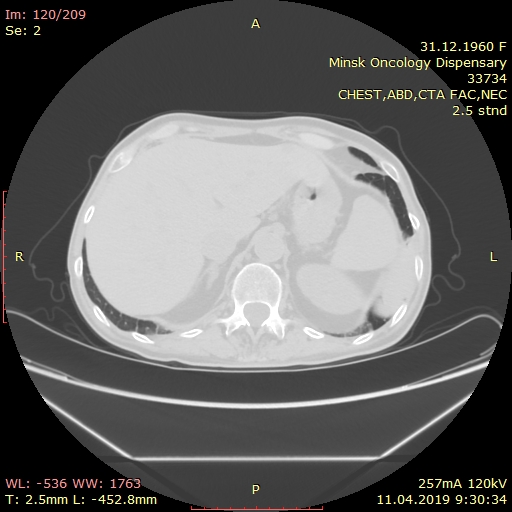 Im: 120/209
Se: 2
A
31.12.1960 F
Minsk Oncology Dispensary
33734
CHEST,ABD,CTA FAC,NEC
2.5 stnd
R
L
WL: -536 WW: 1763
T: 2.5mm L: -452.8mm
P
257mA 120kV
11.04.2019 9:30:34